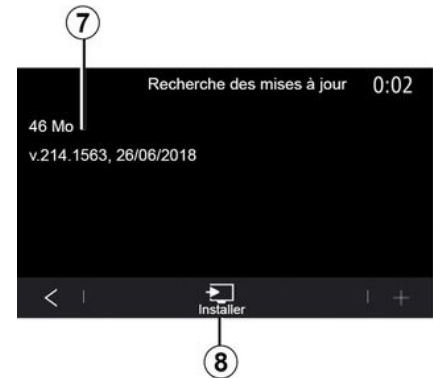 7
Recherche des mises à jour 0:02
46 Mo
v.214.1563, 26/06/2018
Installer
8